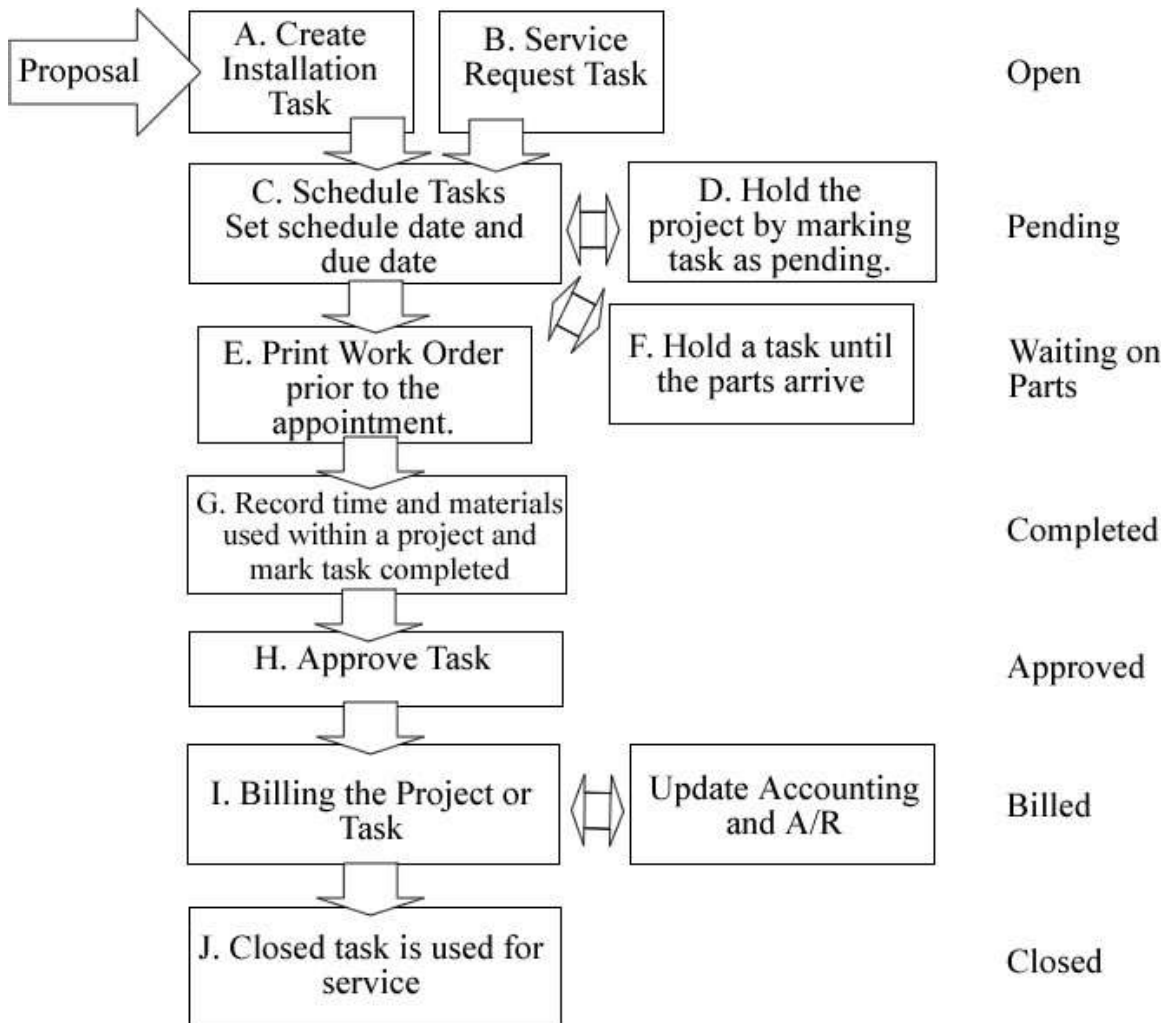 Proposal
A. Create
Installation
Task
B. Service
Request Task
Open
C. Schedule Tasks
Set schedule date and
due date
D. Hold the
project by marking
task as pending.
Pending
E. Print Work Order
prior to the
appointment.
F. Hold a task until
the parts arrive
Waiting on
Parts
G. Record time and materials
used within a project and
mark task completed
Completed
H. Approve Task
Approved
I. Billing the Project or
Task
Update Accounting
and A/R
Billed
J. Closed task is used for
service
Closed